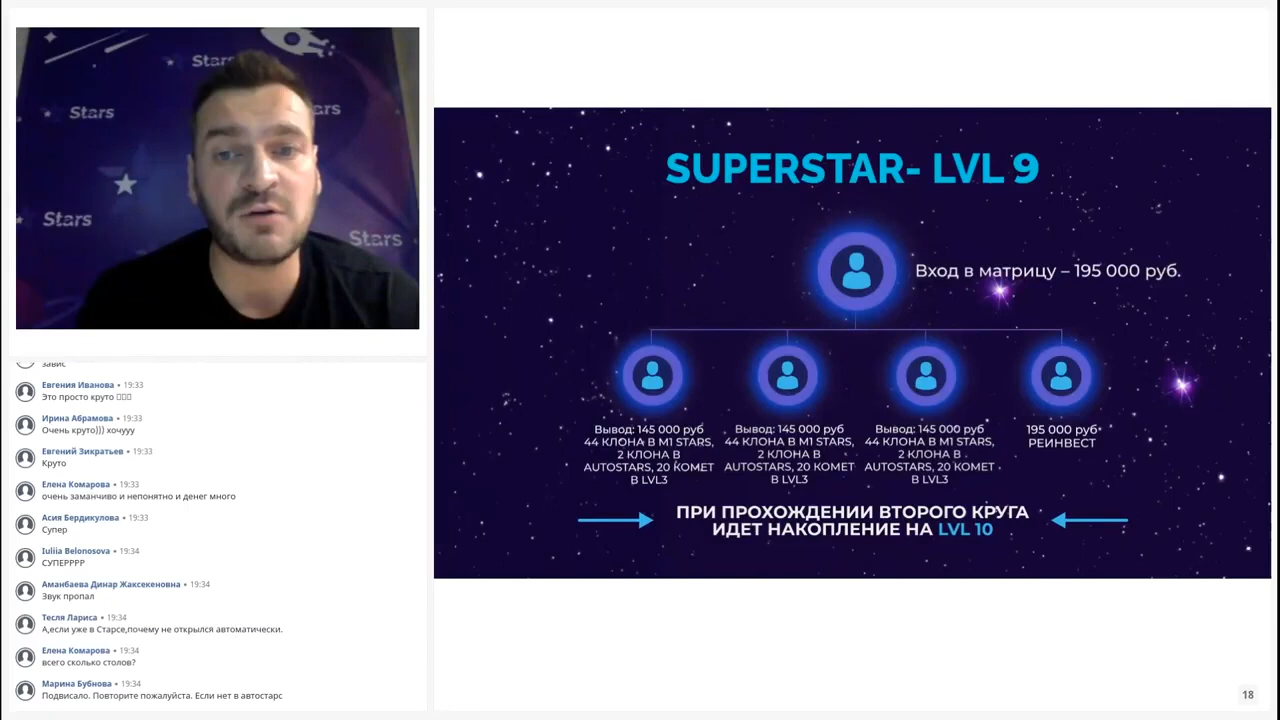 Stars
Stars
ars
Stars
Stars
завис
Евгения Иванова • 19:33
Это просто круто
Ирина Абрамова • 19:33
Очень круто))) хочууу
Евгений Зикратьев • 19:33
Круто
Елена Комарова • 19:33
очень заманчиво и непонятно и денег много
Асия Бердикулова • 19:33
Супер
Iuliia Belonosova • 19:34
СУПЕРРРР
Аманбаева Динар Жаксекеновна • 19:34
Звук пропал
Тесля Лариса • 19:34
А,если уже в Старсе,почему не открылся автоматически.
Елена Комарова • 19:34
всего сколько столов?
Марина Бубнова • 19:34
Подвисало. Повторите пожалуйста. Если нет в автостарс
SUPERSTAR- LVL 9
Вход в матрицу – 195 000 руб.
Вывод: 145 000 руб
44 КЛОНА В М1 STARS,
2 КЛОНА В
AUTOSTARS, 20 КОМЕТ
В LVL3
Вывод: 145 000 руб
44 КЛОНА В М1 STARS,
2 КЛОНА В
AUTOSTARS, 20 КОМЕТ
В LVL3
Вывод: 145 000 руб
44 КЛОНА В М1 STARS,
2 КЛОНА В
AUTOSTARS, 20 КОМЕТ
В LVL3
195 000 руб
РЕИНВЕСТ
ПРИ ПРОХОЖДЕНИИ ВТОРОГО КРУГА
ИДЕТ НАКОПЛЕНИЕ НА LVL 10
18